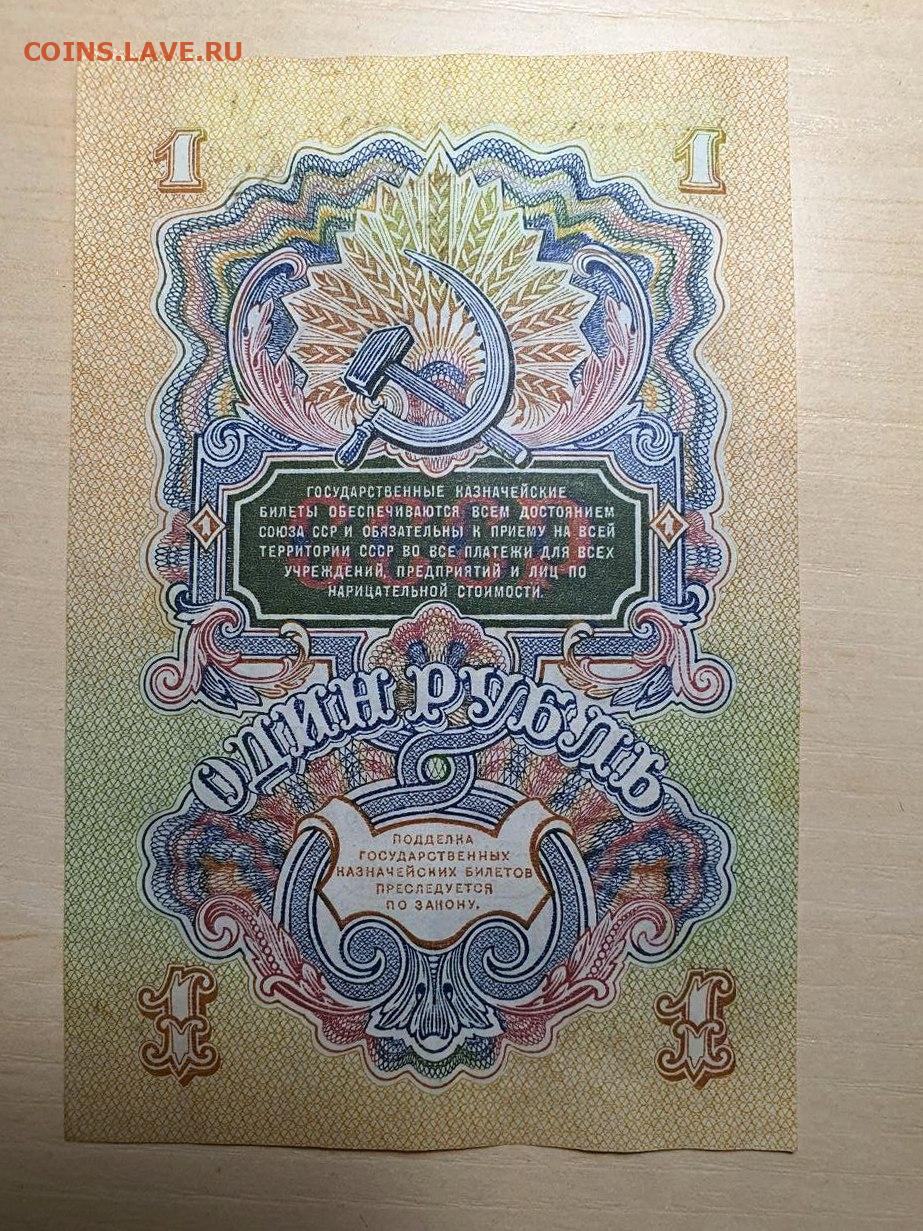 COINS.LAVE.RU
1 1
ГОСУДАРСТВЕННЫЕ КАЗНАЧЕЙСКИЕ
БИЛЕТЫ ОБЕСПЕЧИВАЮТСЯ ВСЕМ ДОСТОЯНИЕМ
СОЮЗА ССР И ОБЯЗАТЕЛЬНЫ К ПРИЕМУ НА ВСЕЙ
ТЕРРИТОРИИ СССР ВО ВСЕ ПЛАТЕЖИ ДЛЯ ВСЕХ
УЧРЕЖДЕНИЙ, ПРЕДПРИЯТИЙ И ЛИЦ ПО
НАРИЦАТЕЛЬНОЙ СТОИМОСТИ.
СССР
1 1
ОДИН РУБЛЬ
ПОДДЕЛКА
ГОСУДАРСТВЕННЫХ
КАЗНАЧЕЙСКИХ БИЛЕТОВ
ПРЕСЛЕДУЕТСЯ
ПО ЗАКОНУ.
1 1